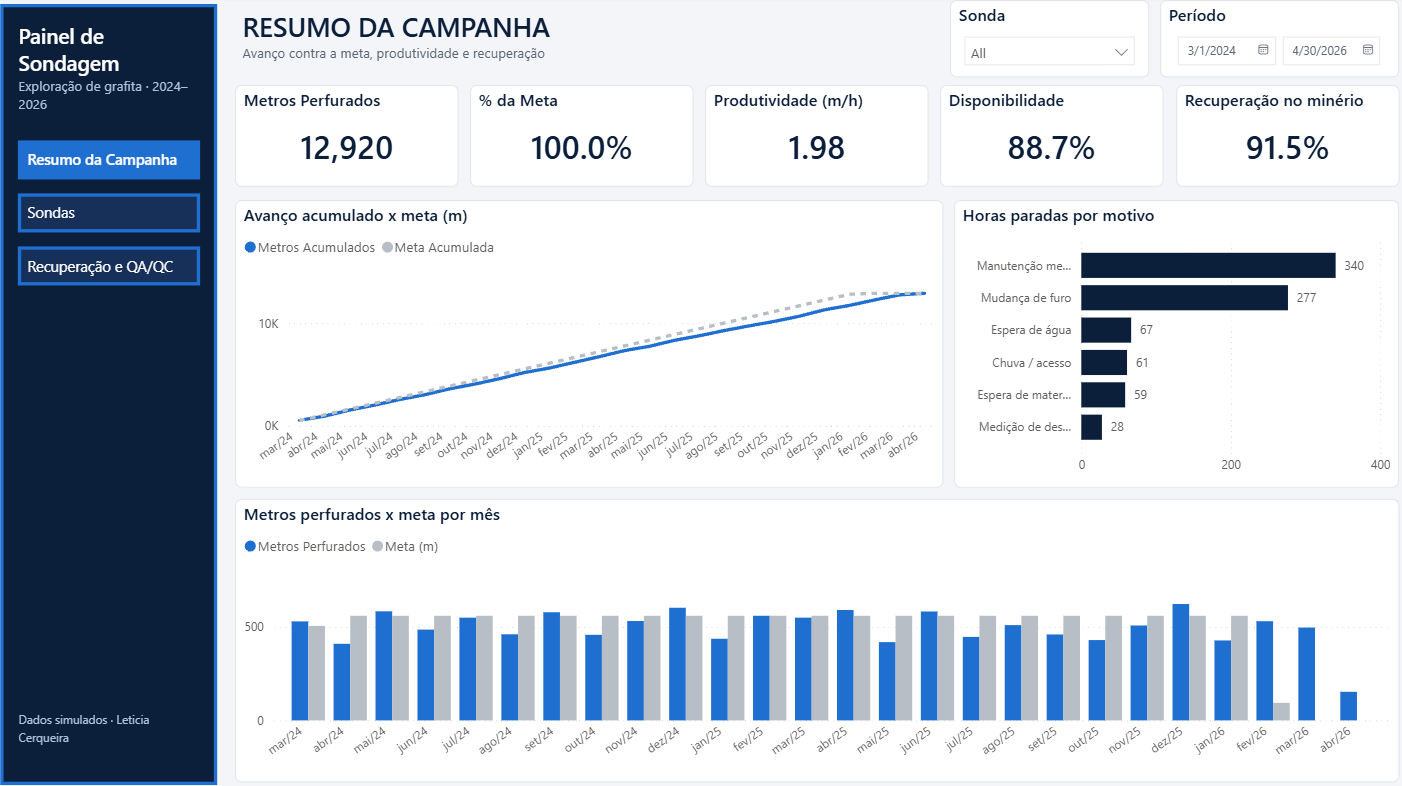 Painel de
Sondagem
Exploração de grafita · 2024–
2026
Resumo da Campanha
Sondas
Recuperação e QA/QC
Dados simulados · Letícia
Cerqueira
RESUMO DA CAMPANHA
Avanço contra a meta, produtividade e recuperação
Sonda
All
Período
3/1/2024
4/30/2026
Metros Perfurados
12,920
% da Meta
100.0%
Produtividade (m/h)
1.98
Disponibilidade
88.7%
Recuperação no minério
91.5%
Avanço acumulado x meta (m)
Metros Acumulados
Meta Acumulada
10K
0K
mar/24
abr/24
mai/24
jun/24
jul/24
ago/24
set/24
out/24
nov/24
dez/24
jan/25
fev/25
mar/25
abr/25
mai/25
jun/25
jul/25
ago/25
set/25
out/25
nov/25
dez/25
jan/26
fev/26
mar/26
abr/26
Horas paradas por motivo
Manutenção me... 340
Mudança de furo 277
Espera de água 67
Chuva / acesso 61
Espera de mater... 59
Medição de des... 28
0 200 400
Metros perfurados x meta por mês
Metros Perfurados
Meta (m)
500
0
mar/24
abr/24
mai/24
jun/24
jul/24
ago/24
set/24
out/24
nov/24
dez/24
jan/25
fev/25
mar/25
abr/25
mai/25
jun/25
jul/25
ago/25
set/25
out/25
nov/25
dez/25
jan/26
fev/26
mar/26
abr/26